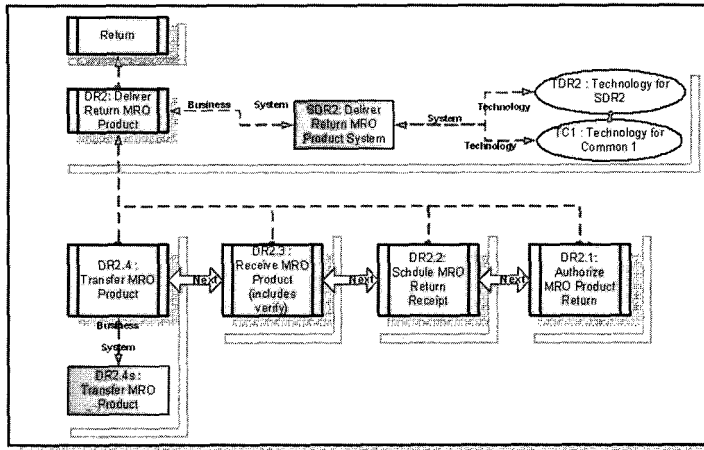 Return
DR2: Deliver
Return MRO
Product
Business
System
SDR2: Deliver
Return MRO
Product System
System
Technology
Technology
TDR2 : Technology for
SDR2
TC1 : Technology for
Common 1
DR2.4 :
Transfer MRO
Product
Next
DR2.3 :
Receive MRO
Product
(includes
verify)
Next
DR2.2:
Schdule MRO
Return
Receipt
Next
DR2.1:
Authorize
MRO Product
Return
Business
System
DR2.4s :
Transfer MRO
Product